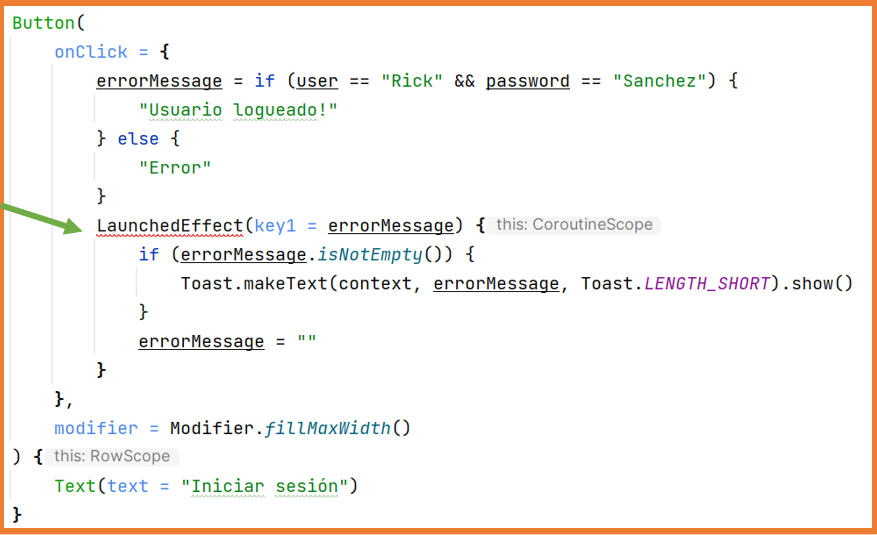 Button(
    onClick = {
        errorMessage = if (user == "Rick" && password == "Sanchez") {
            "Usuario logueado!"
        } else {
            "Error"
        }
        LaunchedEffect(key1 = errorMessage) { this: CoroutineScope
            if (errorMessage.isNotEmpty()) {
                Toast.makeText(context, errorMessage, Toast.LENGTH_SHORT).show()
            }
            errorMessage = ""
        }
    },
    modifier = Modifier.fillMaxWidth()
) { this: RowScope
    Text(text = "Iniciar sesión")
}